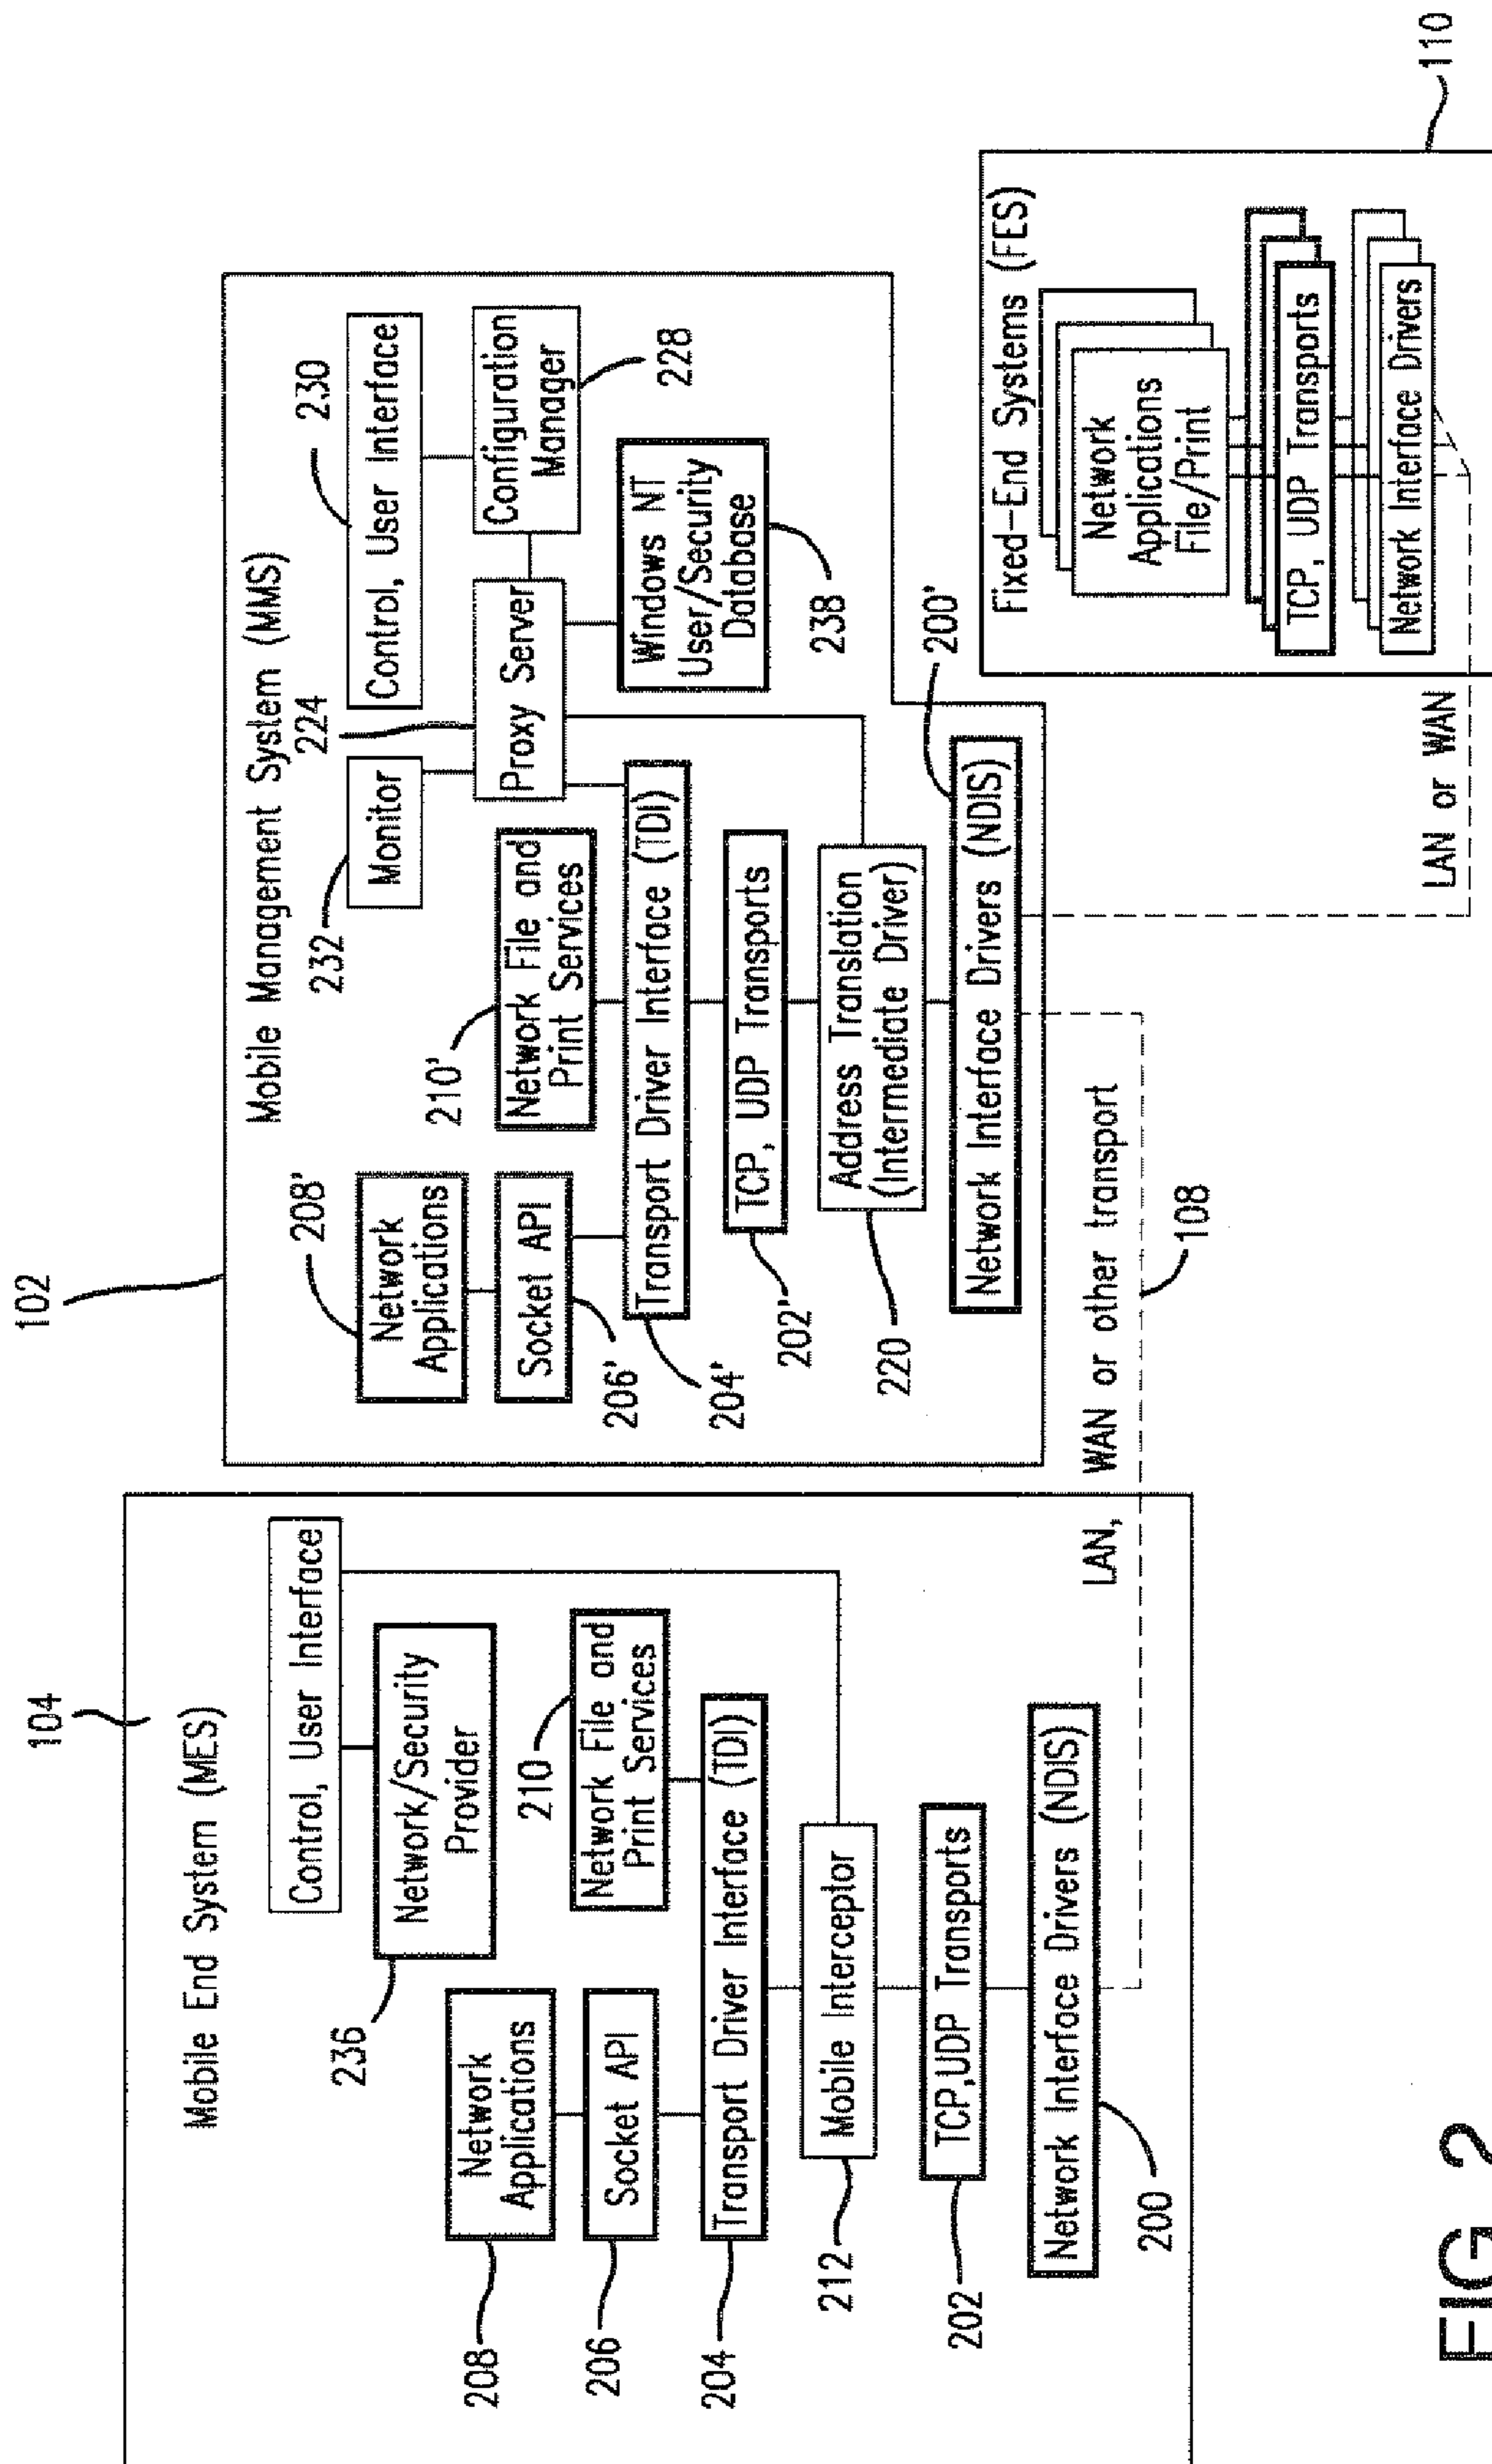 102
Mobile Management System (MMS)
232
Monitor
224
230
Control, User Interface
208'
Network
Applications
210'
Network File and
Print Services
Proxy Server
Configuration
Manager
228
Socket API
206'
Windows NT
User/Security
Database
238
Transport Driver Interface (TDI)
204'
TCP, UDP Transports
202'
Address Translation
(Intermediate Driver)
220
Network Interface Drivers (NDIS)
200'
104
Mobile End System (MES)
Control, User Interface
Network/Security
Provider
236
Network
Applications
208
210
Network File and
Print Services
Socket API
206
Transport Driver Interface (TDI)
204
Mobile Interceptor
212
TCP,UDP Transports
202
Network Interface Drivers (NDIS)
200
LAN, WAN or other transport
108
LAN or WAN
Fixed-End Systems (FES)
Network
Applications
File/Print
TCP, UDP Transports
Network Interface Drivers
110
FIG 2